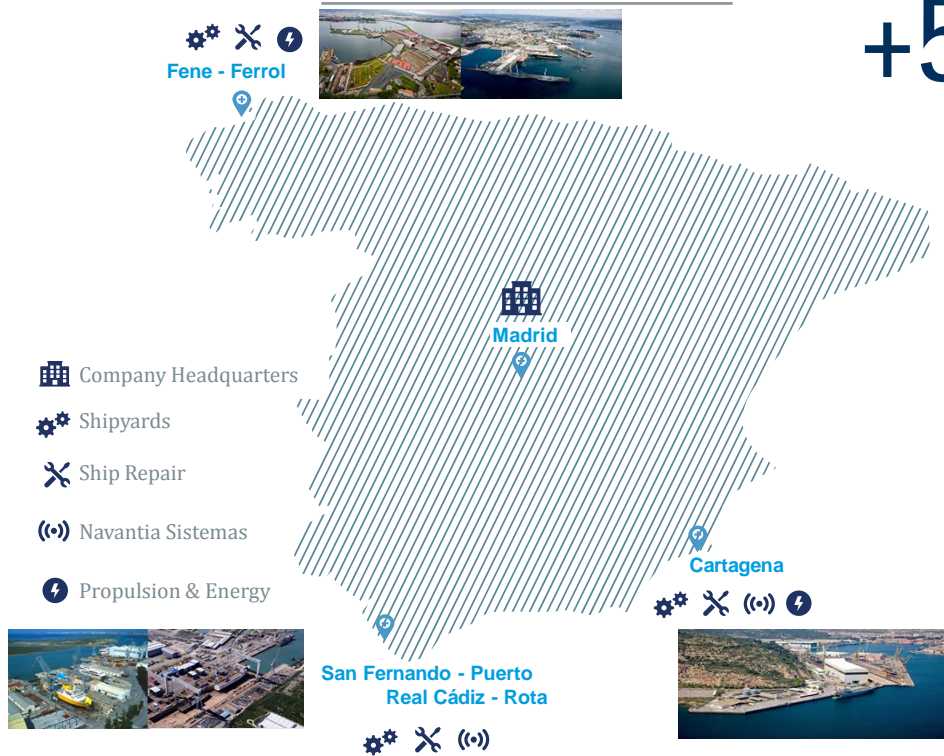 +5
Fene - Ferrol
Madrid
Company Headquarters
Shipyards
Ship Repair
Navantia Sistemas
Propulsion & Energy
Cartagena
San Fernando - Puerto
Real Cádiz - Rota